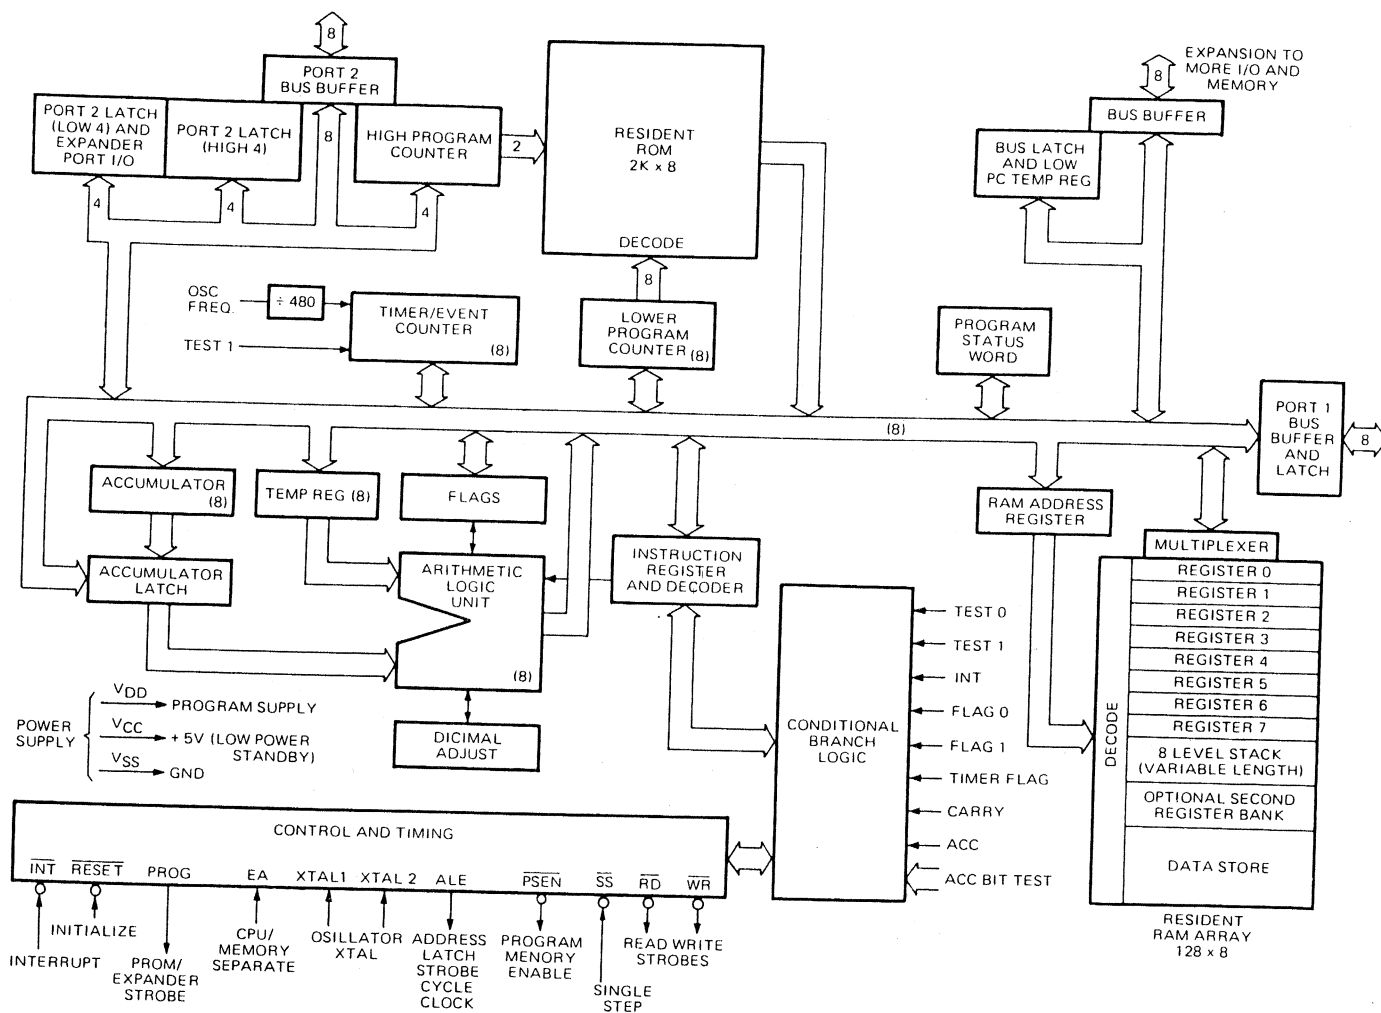 8
PORT 2
BUS BUFFER
PORT 2 LATCH
(LOW 4) AND
EXPANDER
PORT I/O
PORT 2 LATCH
(HIGH 4)
8
HIGH PROGRAM
COUNTER
2
4
4
4
RESIDENT
ROM
2K × 8
DECODE
8
EXPANSION TO
MORE I/O AND
MEMORY
8
BUS BUFFER
BUS LATCH
AND LOW
PC TEMP REG
OSC
FREQ.
÷ 480
TEST 1
TIMER/EVENT
COUNTER
(8)
LOWER
PROGRAM
COUNTER (8)
PROGRAM
STATUS
WORD
(8)
PORT 1
BUS
BUFFER
AND
LATCH
8
ACCUMULATOR
(8)
TEMP REG (8)
FLAGS
RAM ADDRESS
REGISTER
ACCUMULATOR
LATCH
ARITHMETIC
LOGIC
UNIT
(8)
INSTRUCTION
REGISTER
AND DECODER
DICIMAL
ADJUST
POWER
SUPPLY
VDD
PROGRAM SUPPLY
VCC
+ 5V (LOW POWER
STANDBY)
VSS
GND
CONDITIONAL
BRANCH
LOGIC
TEST 0
TEST 1
INT
FLAG 0
FLAG 1
TIMER FLAG
CARRY
ACC
ACC BIT TEST
MULTIPLEXER
DECODE
REGISTER 0
REGISTER 1
REGISTER 2
REGISTER 3
REGISTER 4
REGISTER 5
REGISTER 6
REGISTER 7
8 LEVEL STACK
(VARIABLE LENGTH)
OPTIONAL SECOND
REGISTER BANK
DATA STORE
RESIDENT
RAM ARRAY
128 × 8
CONTROL AND TIMING
I̅N̅T̅ R̅E̅S̅E̅T̅ PROG EA XTAL1 XTAL 2 ALE P̅S̅E̅N̅ S̅S̅ R̅D̅ W̅R̅
INTERRUPT
INITIALIZE
PROM/
EXPANDER
STROBE
CPU/
MEMORY
SEPARATE
OSILLATOR
XTAL
ADDRESS
LATCH
STROBE
CYCLE
CLOCK
PROGRAM
MENORY
ENABLE
SINGLE
STEP
READ WRITE
STROBES